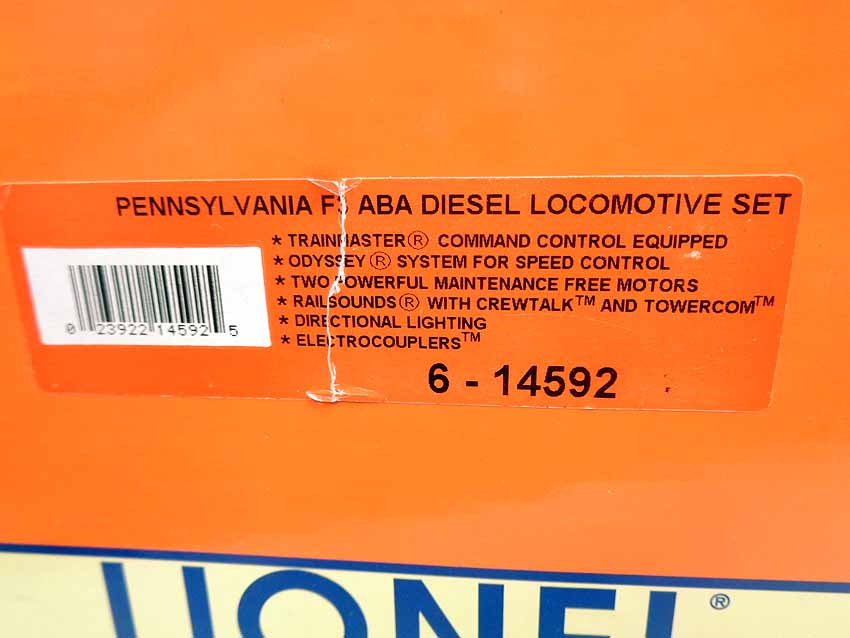 PENNSYLVANIA F3 ABA DIESEL LOCOMOTIVE SET
* TRAINMASTER® COMMAND CONTROL EQUIPPED
* ODYSSEY® SYSTEM FOR SPEED CONTROL
* TWO POWERFUL MAINTENANCE FREE MOTORS
* RAILSOUNDS® WITH CREWTALK™ AND TOWERCOM™
* DIRECTIONAL LIGHTING
* ELECTROCOUPLERS™
0 23922 14592 5
6 - 14592
LIONEL®